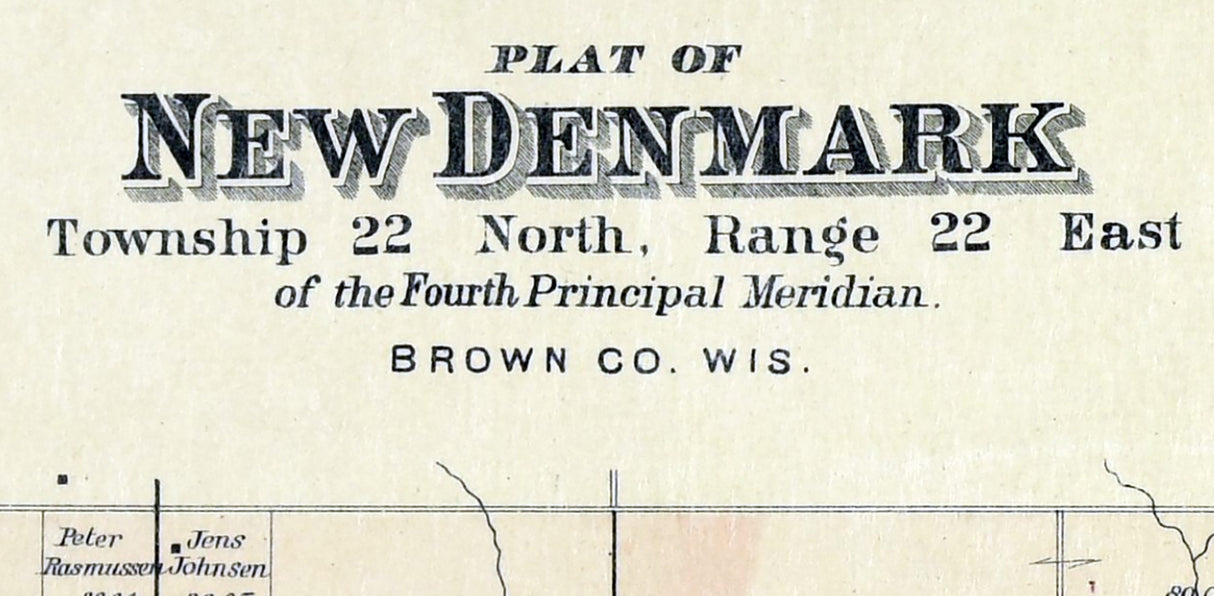 PLAT OF
NEW DENMARK
Township 22 North, Range 22 East
of the Fourth Principal Meridian.
BROWN CO. WIS.
Peter
Rasmussen
Jens
Johnsen